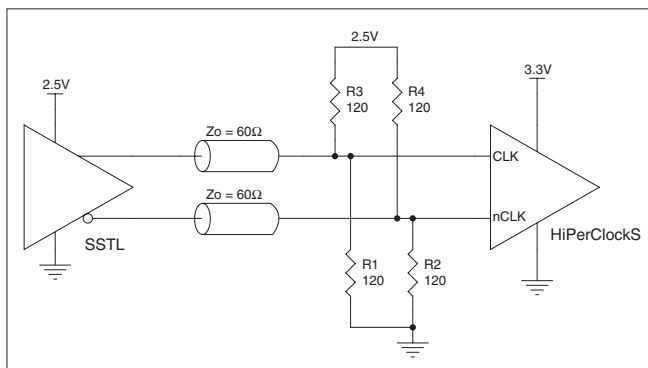 2.5V
2.5V
3.3V
R3
120
R4
120
Zo = 60Ω
CLK
Zo = 60Ω
nCLK
SSTL
HiPerClockS
R1
120
R2
120